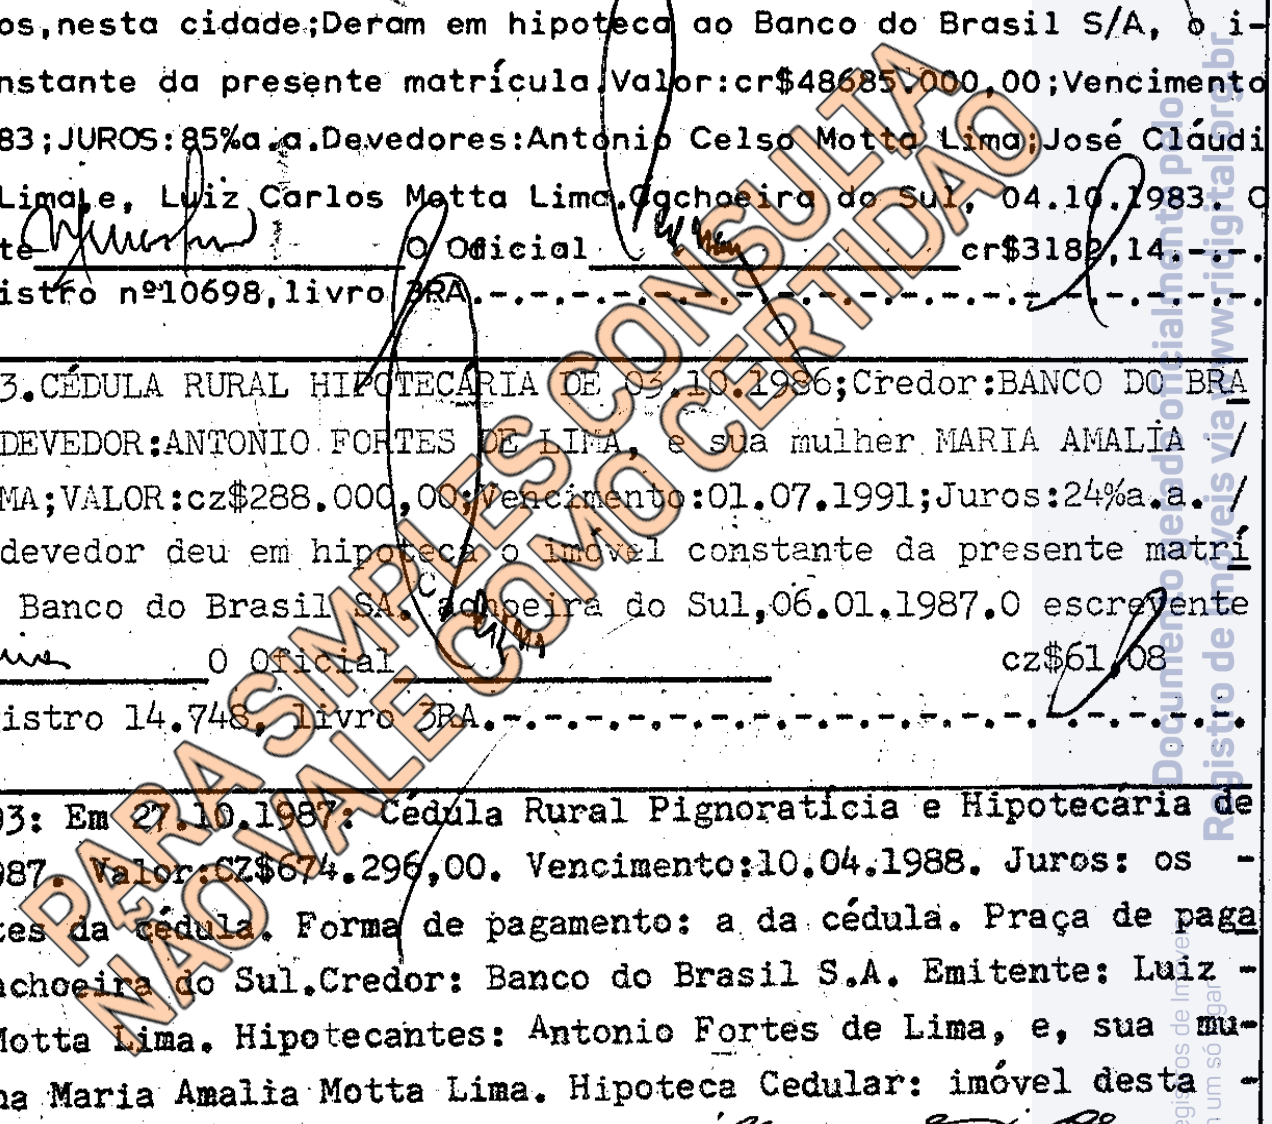 os,nesta cidade;Deram em hipoteca ao Banco do Brasil S/A, o i-
nstante da presente matrícula.Valor:cr$48685.000,00;Vencimento
83;JUROS:85%a.a.Devedores:Antonio Celso Motta Lima;José Cláudi
Lima;e, Luiz Carlos Motta Lima.Cachoeira do Sul, 04.10.1983. O
te O Oficial cr$3182,14.-.-.
istro nº10698,livro 3RA.-.-.-.-.-.-.-.-.-.-.-.-.-.-.-.-.-.-.
3.CÉDULA RURAL HIPOTECÁRIA DE 03.10.1986;Credor:BANCO DO BRA
DEVEDOR:ANTONIO FORTES DE LIMA, e sua mulher MARIA AMALIA /
MA;VALOR:cz$288.000,00;Vencimento:01.07.1991;Juros:24%a.a. /
devedor deu em hipoteca o imóvel constante da presente matrí
Banco do Brasil SA. Cachoeira do Sul,06.01.1987.O escrevente
O Oficial cz$61,08
istro 14.748, livro 3RA.-.-.-.-.-.-.-.-.-.-.-.-.-.-.-.-.-.-.
93: Em 27.10.1987: Cédula Rural Pignoratícia e Hipotecária de
987. Valor:CZ$674.296,00. Vencimento:10.04.1988. Juros: os -
tes da cédula. Forma de pagamento: a da cédula. Praça de paga
achoeira do Sul.Credor: Banco do Brasil S.A. Emitente: Luiz -
Motta Lima. Hipotecantes: Antonio Fortes de Lima, e, sua mu-
na Maria Amalia Motta Lima. Hipoteca Cedular: imóvel desta -
PARA SIMPLES CONSULTA
NÃO VALE COMO CERTIDÃO
Documento gerado oficialmente pelo
Registro de Imóveis via www.ridigital.org.br
egistros de Imóve
m um só lugar